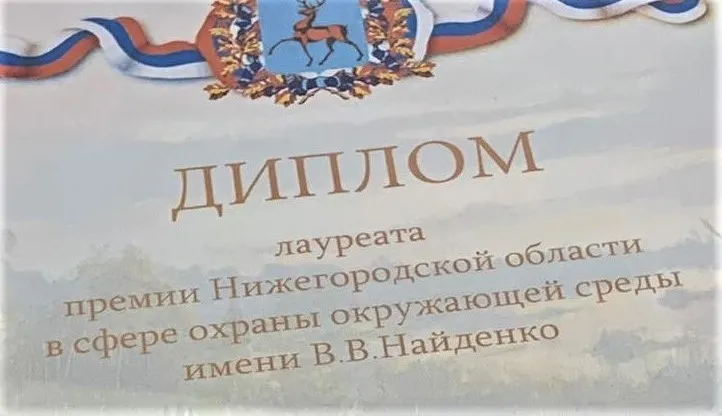 ДИПЛОМ
лауреата
премии Нижегородской области
в сфере охраны окружающей среды
имени В.В.Найденко